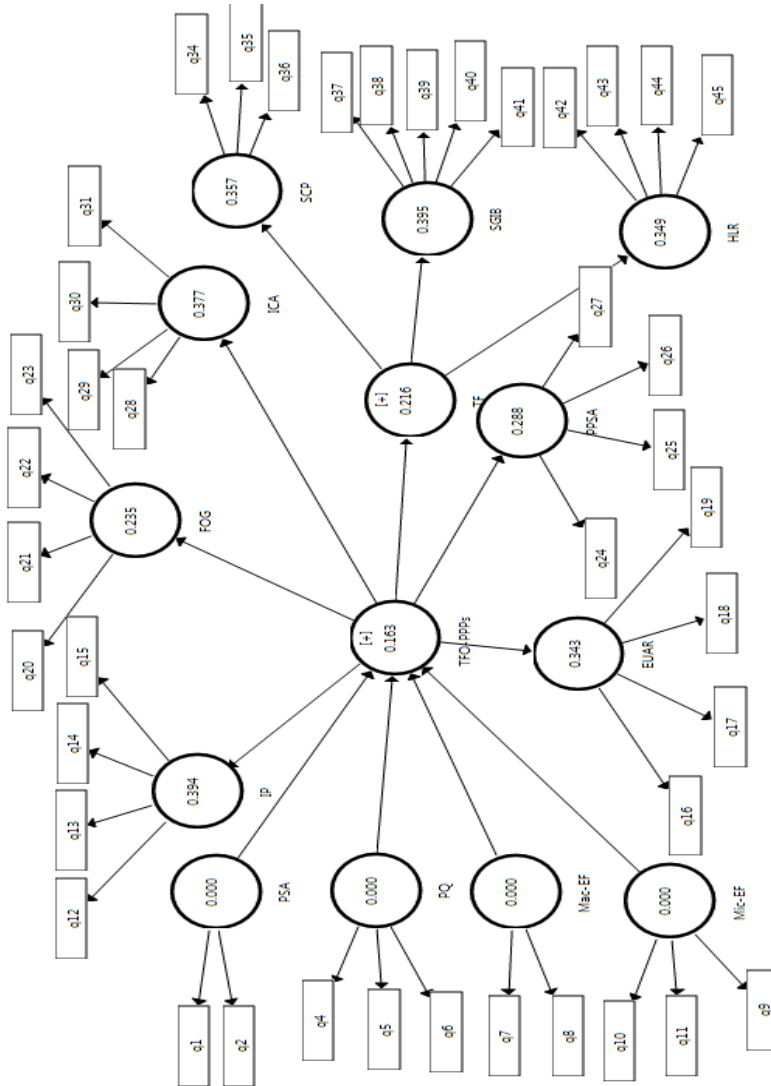 q20 q21 q22 q23
q12 q13 q14 q15 q29 q30 q31
q28
0.235
FOG
q1
0.394 0.377 q34
q2 0.000 0.357 q35
IP ICA q36
PSA
SCP
q4 q37
0.000 q38
q5 [+] [+]
0.163 0.216 0.395 q39
q6 PQ
TFO-PPPs TF q40
SGIB
q7 0.000 0.288 q41
q8 q42
Mac-EF 0.343 PPSA q27 q43
q24
q10 EUAR q44
0.000 q26
q11 q25 0.349
q16 q19 q45
q17 q18
Mic-EF HLR
q9